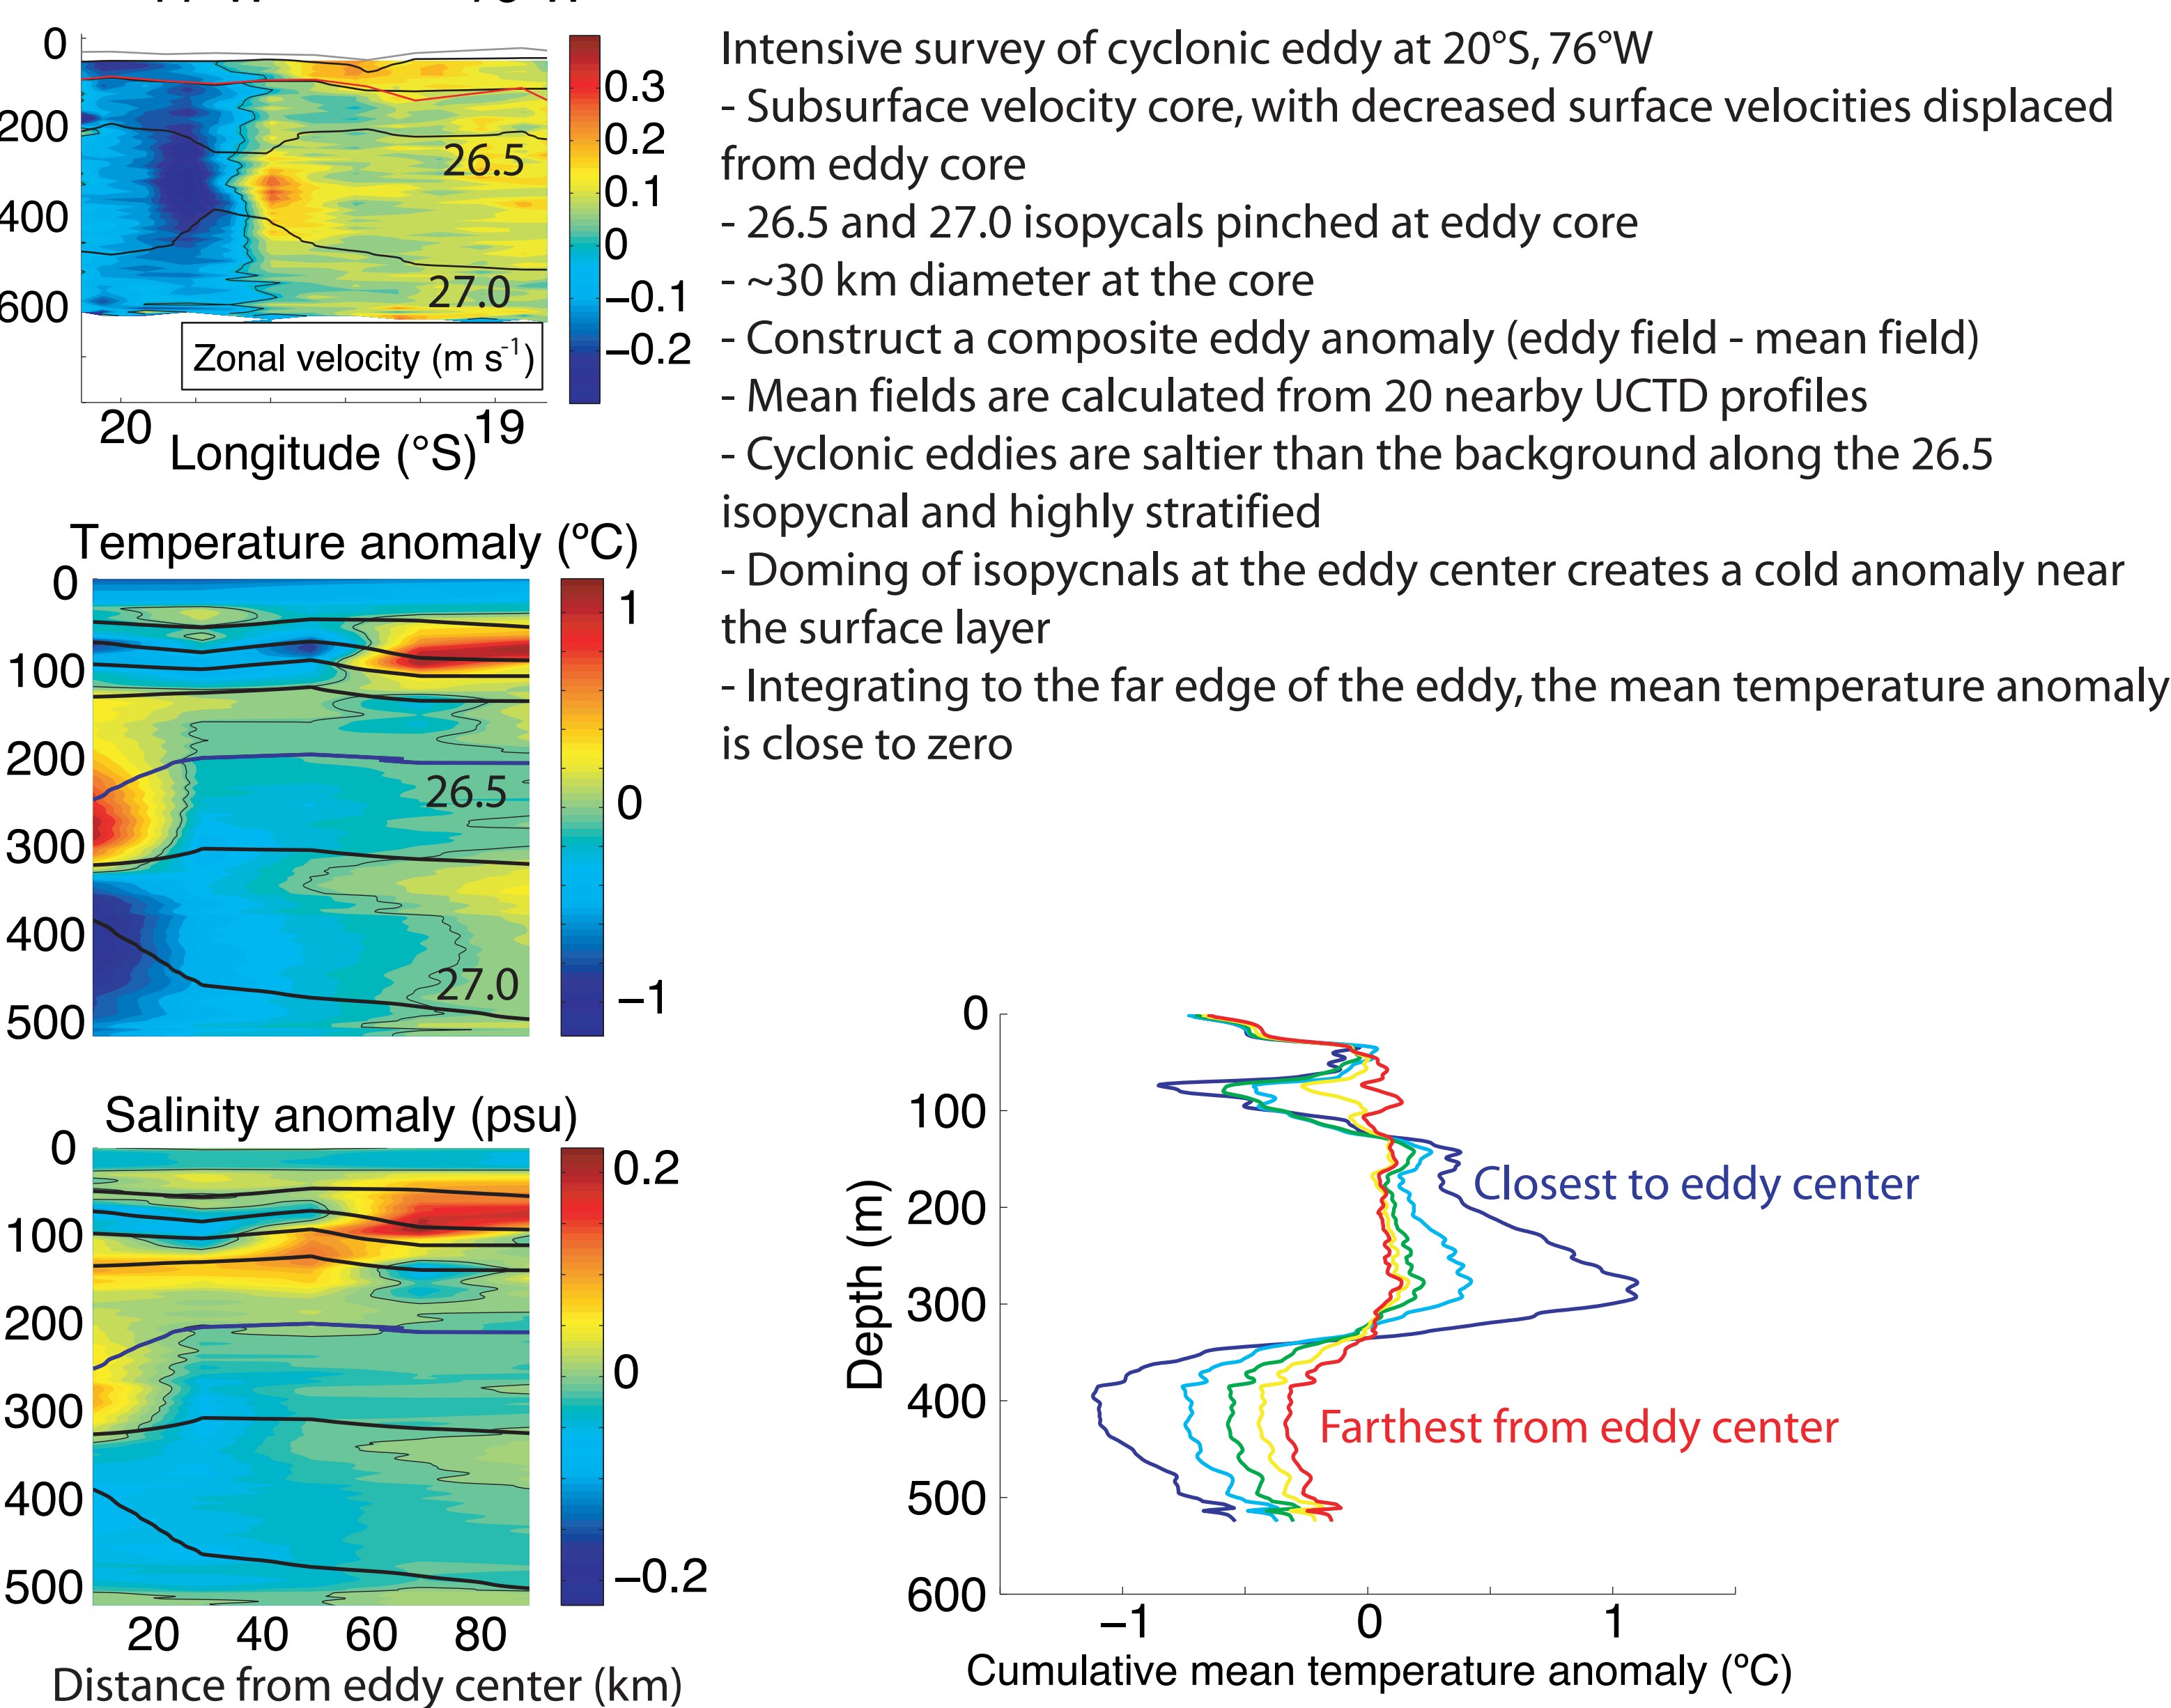 0
200
400
600
0.3
0.2
0.1
0
−0.1
−0.2
26.5
27.0
Zonal velocity (m s-1)
20
19
Longitude (°S)
Intensive survey of cyclonic eddy at 20°S, 76°W
- Subsurface velocity core, with decreased surface velocities displaced
from eddy core
- 26.5 and 27.0 isopycals pinched at eddy core
- ~30 km diameter at the core
- Construct a composite eddy anomaly (eddy field - mean field)
- Mean fields are calculated from 20 nearby UCTD profiles
- Cyclonic eddies are saltier than the background along the 26.5
isopycnal and highly stratified
- Doming of isopycnals at the eddy center creates a cold anomaly near
the surface layer
- Integrating to the far edge of the eddy, the mean temperature anomaly
is close to zero
Temperature anomaly (ºC)
0
100
200
300
400
500
26.5
27.0
1
0
−1
Salinity anomaly (psu)
0
100
200
300
400
500
0.2
0
−0.2
20 40 60 80
Distance from eddy center (km)
0
100
200
300
400
500
600
Depth (m)
Closest to eddy center
Farthest from eddy center
−1 0 1
Cumulative mean temperature anomaly (ºC)